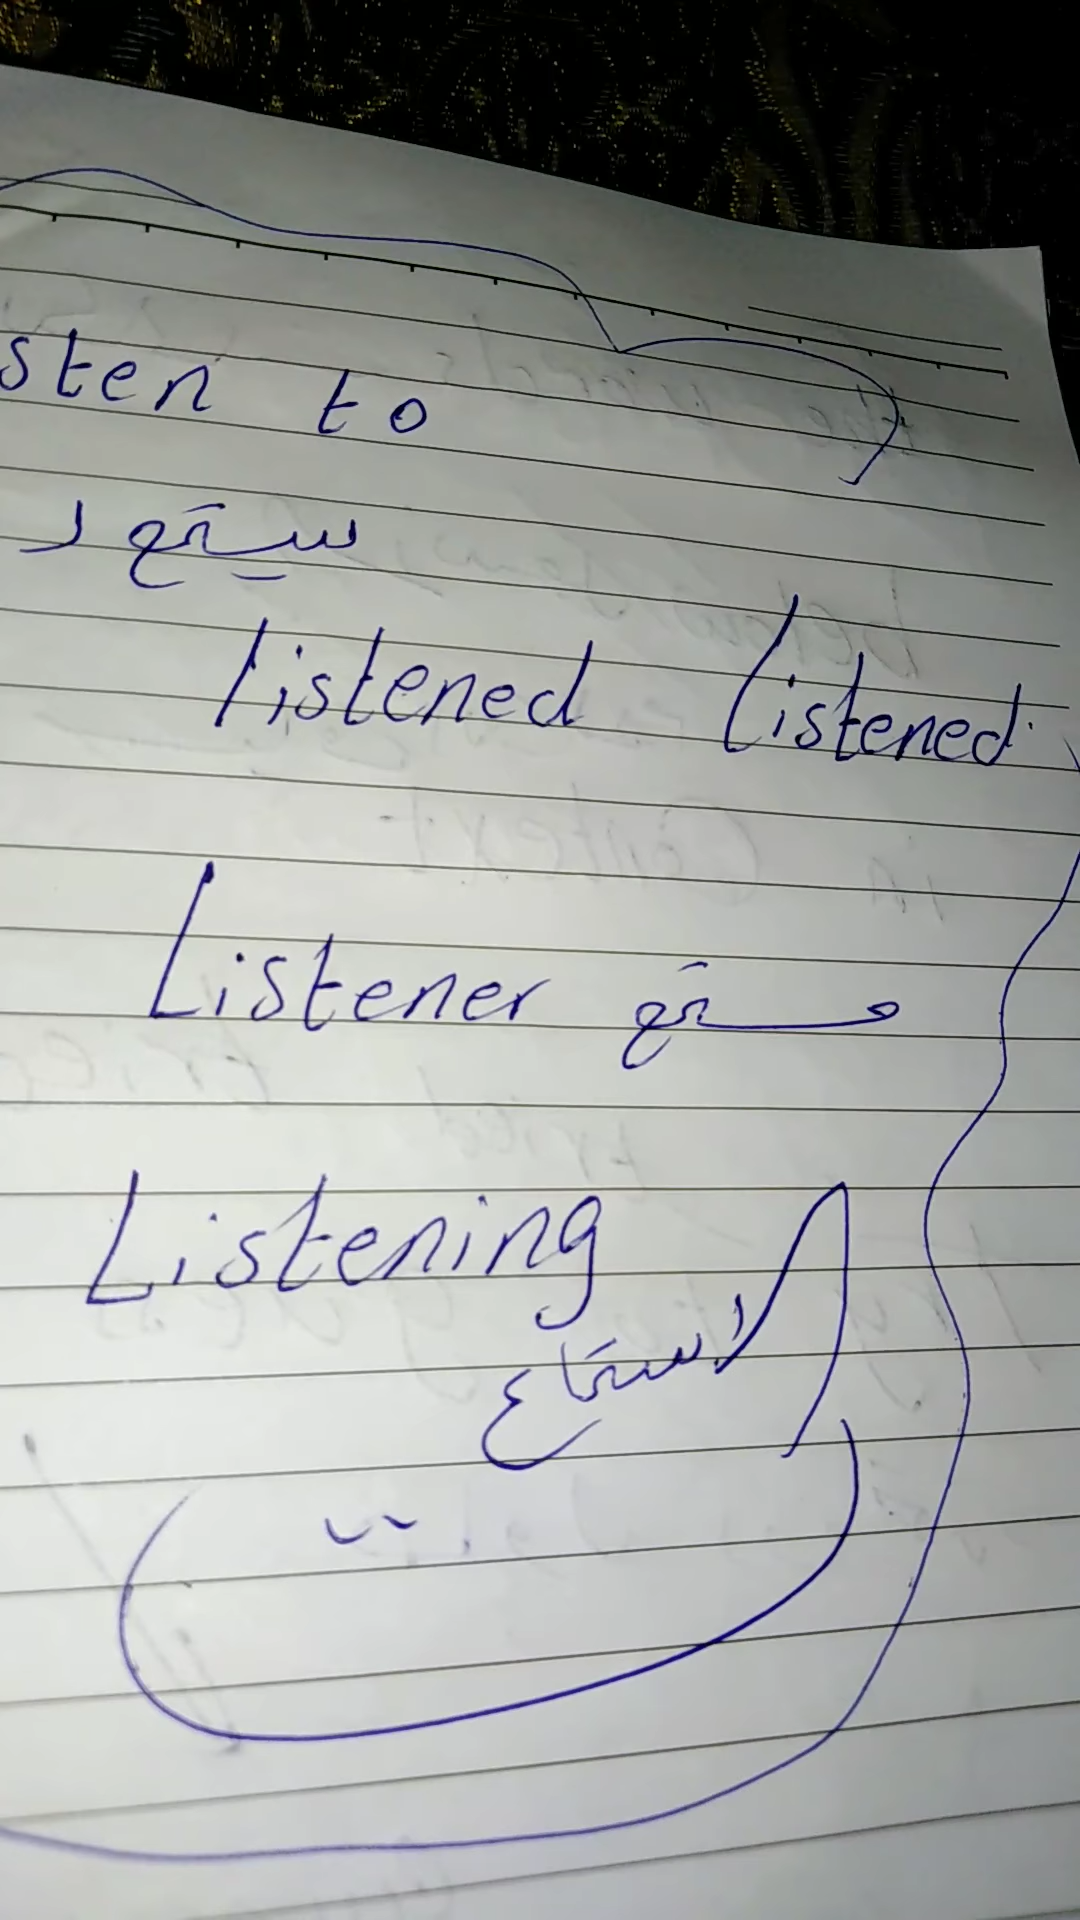 sten to
يستمع لـ
listened Listened
Listener مستمع
Listening
الاستماع